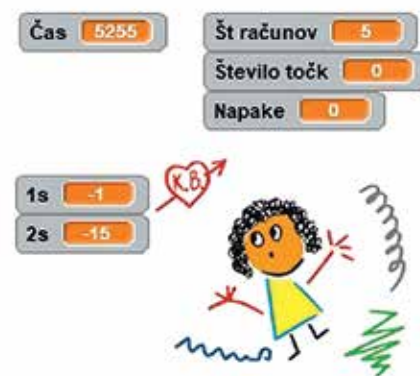 Čas 5255
Št računov 5
Število točk 0
Napake 0
K.B.
1s -1
2s -15